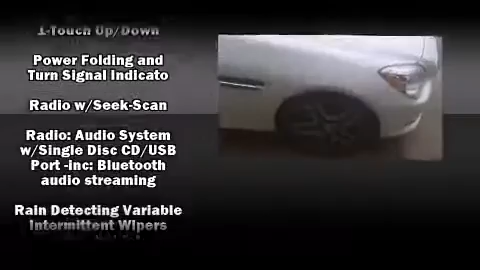 1-Touch Up/Down
Power Folding and
Turn Signal Indicato
Radio w/Seek-Scan
Radio: Audio System
w/Single Disc CD/USB
Port -inc: Bluetooth
audio streaming
Rain Detecting Variable
Intermittent Wipers